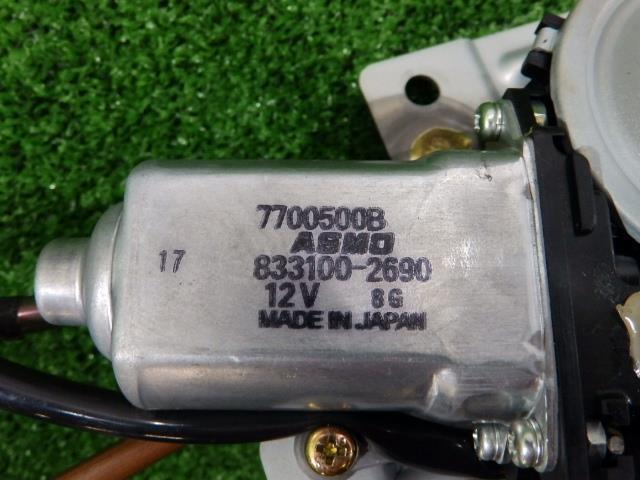 7700500B
ASMO
17
833100-2690
12V 8G
MADE IN JAPAN